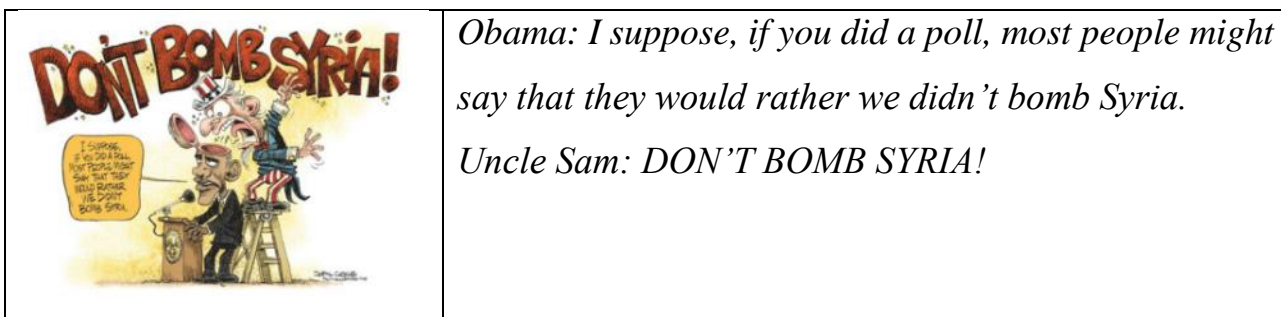 DON'T BOMB SYRIA!
I SUPPOSE,
IF YOU DID A POLL,
MOST PEOPLE MIGHT
SAY THAT THEY
WOULD RATHER
WE DIDN'T
BOMB SYRIA.
Obama: I suppose, if you did a poll, most people might
say that they would rather we didn’t bomb Syria.
Uncle Sam: DON’T BOMB SYRIA!